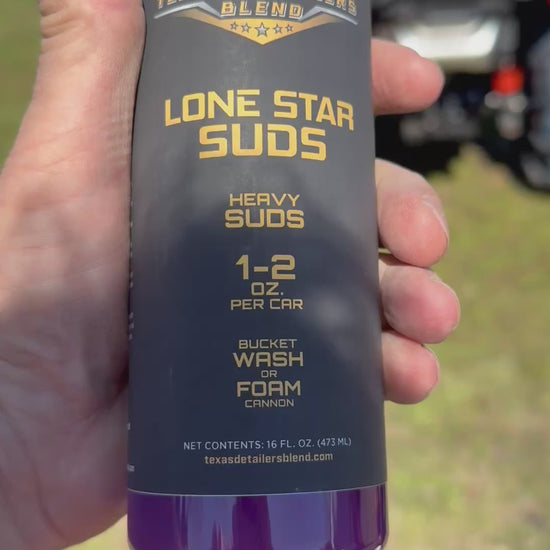 BLEND
LONE STAR
SUDS
HEAVY
SUDS
1-2
OZ.
PER CAR
BUCKET
WASH
OR
FOAM
CANNON
NET CONTENTS: 16 FL. OZ. (473 ML)
texasdetailersblend.com